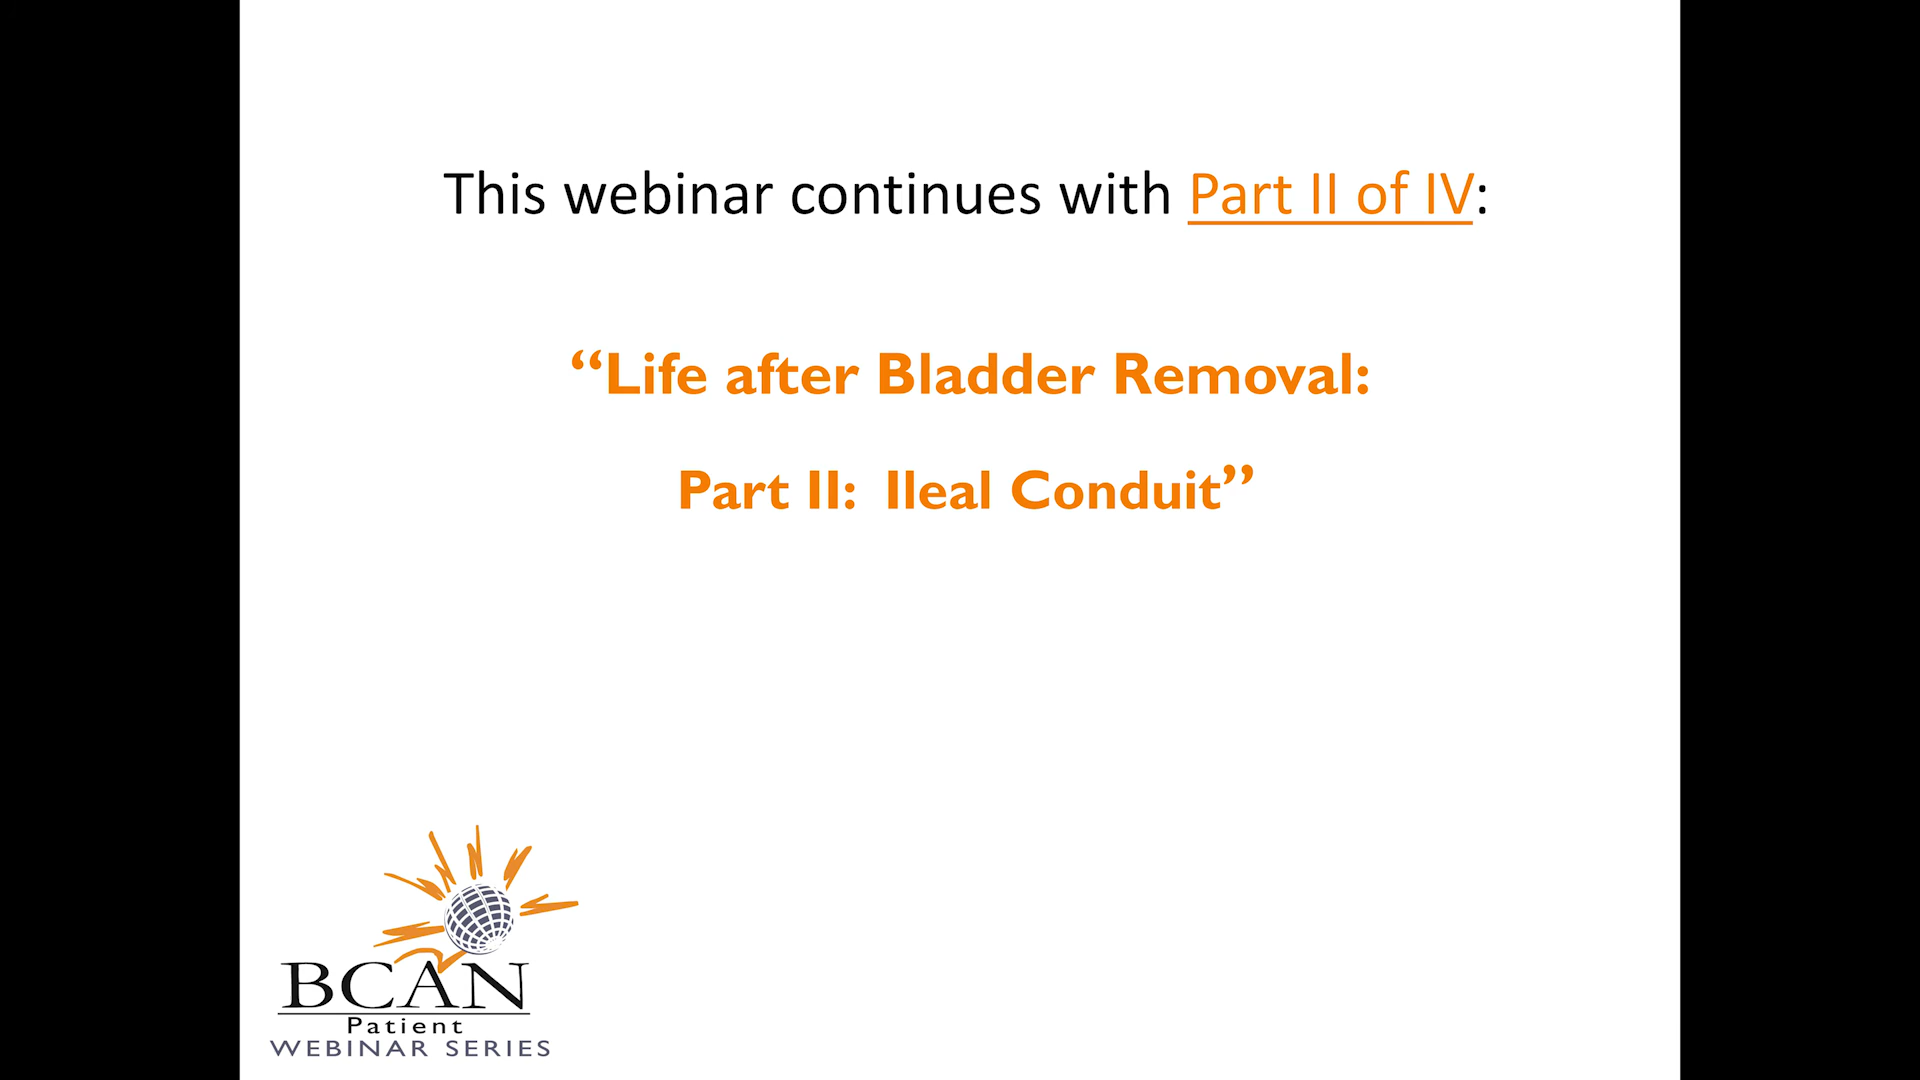 This webinar continues with Part II of IV:
“Life after Bladder Removal:
Part II:  Ileal Conduit”
BCAN
Patient
WEBINAR SERIES